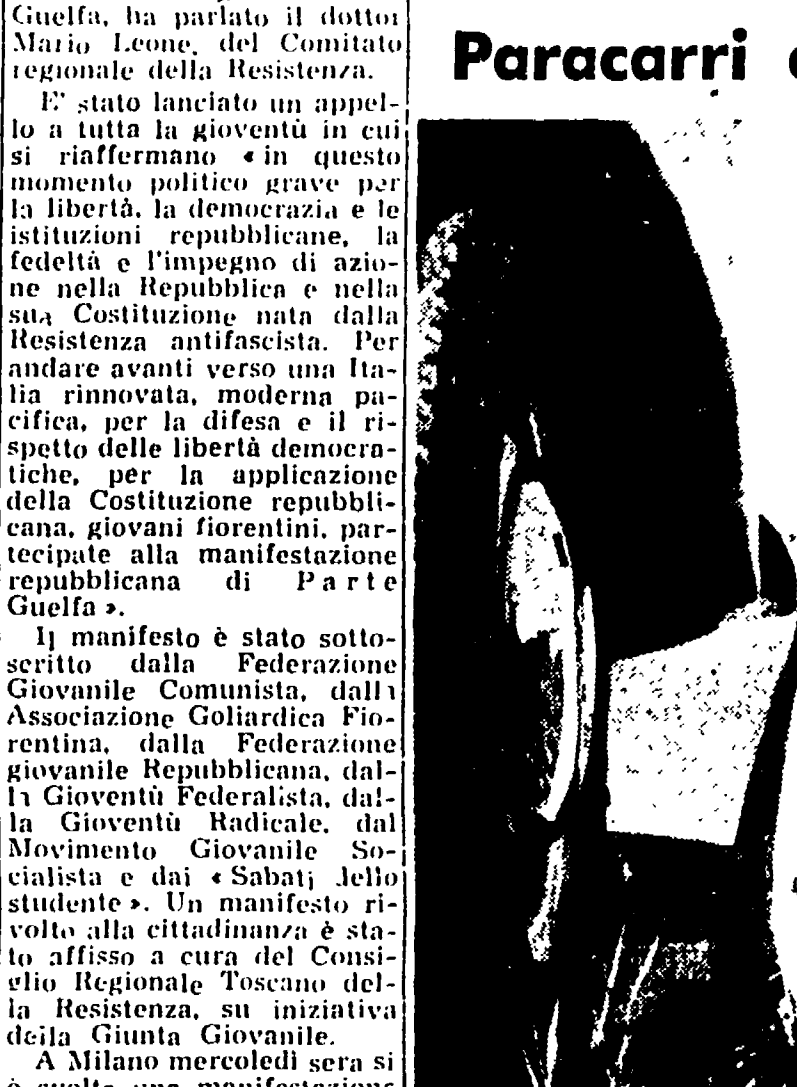 Guelfa, ha parlato il dottor
Mario Leone, del Comitato
regionale della Resistenza.
E' stato lanciato un appel-
lo a tutta la gioventù in cui
si riaffermano « in questo
momento politico grave per
la libertà, la democrazia e le
istituzioni repubblicane, la
fedeltà e l'impegno di azio-
ne nella Repubblica e nella
sua Costituzione nata dalla
Resistenza antifascista. Per
andare avanti verso una Ita-
lia rinnovata, moderna pa-
cifica, per la difesa e il ri-
spetto delle libertà democra-
tiche, per la applicazione
della Costituzione repubbli-
cana, giovani fiorentini, par-
tecipate alla manifestazione
repubblicana di Parte
Guelfa ».
Il manifesto è stato sotto-
scritto dalla Federazione
Giovanile Comunista, dalla
Associazione Goliardica Fio-
rentina, dalla Federazione
giovanile Repubblicana, dal-
la Gioventù Federalista, dal-
la Gioventù Radicale, dal
Movimento Giovanile So-
cialista e dai « Sabati dello
studente ». Un manifesto ri-
volto alla cittadinanza è sta-
to affisso a cura del Consi-
glio Regionale Toscano del-
la Resistenza, su iniziativa
della Giunta Giovanile.
A Milano mercoledì sera si
è svolta una manifestazione
Paracarri